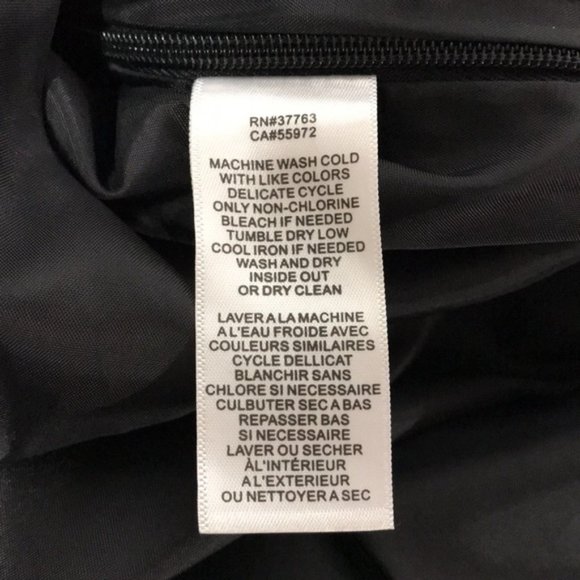 RN#37763
CA#55972
MACHINE WASH COLD
WITH LIKE COLORS
DELICATE CYCLE
ONLY NON-CHLORINE
BLEACH IF NEEDED
TUMBLE DRY LOW
COOL IRON IF NEEDED
WASH AND DRY
INSIDE OUT
OR DRY CLEAN
LAVER A LA MACHINE
A L'EAU FROIDE AVEC
COULEURS SIMILAIRES
CYCLE DELLICAT
BLANCHIR SANS
CHLORE SI NECESSAIRE
CULBUTER SEC A BAS
REPASSER BAS
SI NECESSAIRE
LAVER OU SECHER
ÀL'INTÉRIEUR
A L'EXTERIEUR
OU NETTOYER A SEC